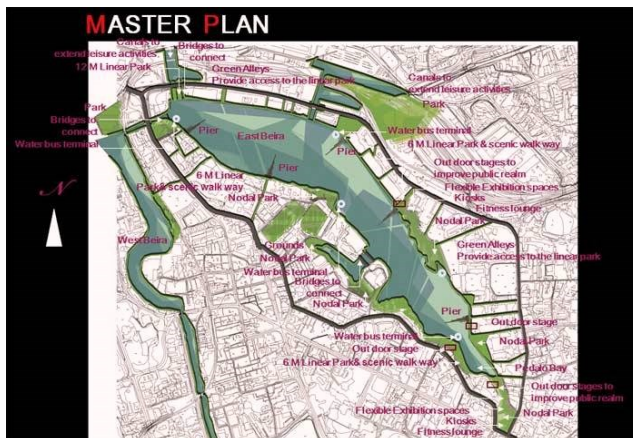 MASTER PLAN
Canals to
extend leisure activities
12 M Linear Park
Bridges to
connect
Green Alleys
Provide access to the linear park
Canals to
extend leisure activities
Park
Park
Bridges to
connect
Water bus terminal
Pier
East Beira
Pier
Pier
Water bus terminal
6 M Linear Park & scenic walk way
6 M Linear
Park & scenic walk way
Nodal Park
Out door stages to
improve public realm
Flexible Exhibition spaces
Kiosks
Fitness lounge
Nodal Park
Green Alleys
Provide access to the linear park
N
West Beira
Grounds
Nodal Park
Water bus terminal
Bridges to
connect
Nodal Park
Pier
Out door stage
Nodal Park
Water bus terminal
Out door stage
6 M Linear Park & scenic walk way
Pedalo Bay
Out door stages to
improve public realm
Flexible Exhibition spaces
Kiosks
Fitness lounge
Nodal Park